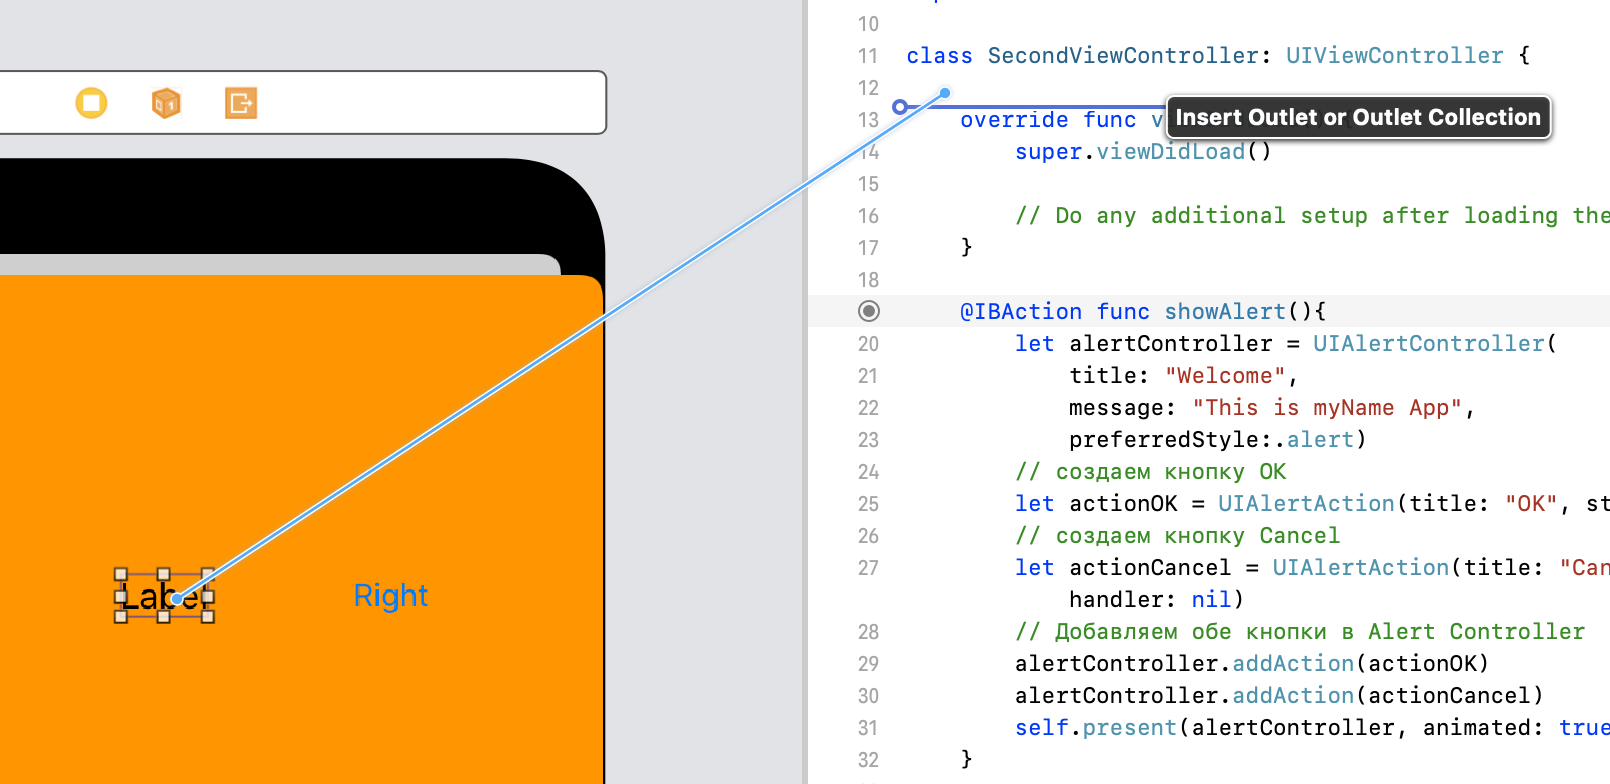 10
11 class SecondViewController: UIViewController {
12
Insert Outlet or Outlet Collection
13 override func
14 super.viewDidLoad()
15
16 // Do any additional setup after loading the
17 }
18
@IBAction func showAlert(){
20 let alertController = UIAlertController(
21 title: "Welcome",
22 message: "This is myName App",
23 preferredStyle:.alert)
24 // создаем кнопку OK
25 let actionOK = UIAlertAction(title: "OK", st
26 // создаем кнопку Cancel
27 let actionCancel = UIAlertAction(title: "Can
handler: nil)
28 // Добавляем обе кнопки в Alert Controller
29 alertController.addAction(actionOK)
30 alertController.addAction(actionCancel)
31 self.present(alertController, animated: true
32 }
Label
Right